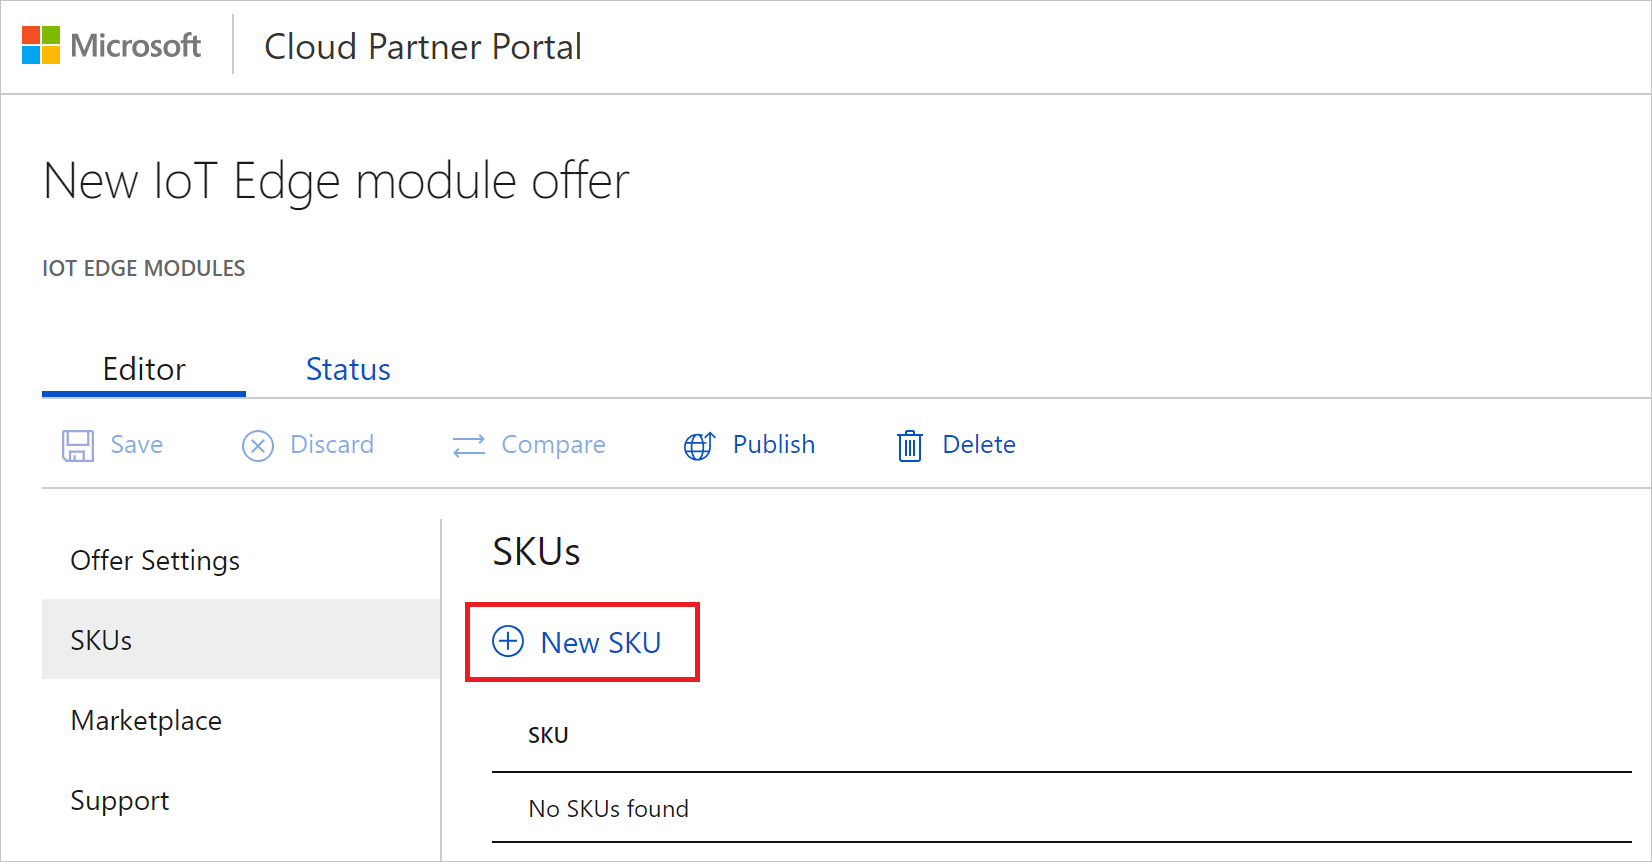 Microsoft Cloud Partner Portal
New IoT Edge module offer
IOT EDGE MODULES
Editor Status
Save Discard Compare Publish Delete
Offer Settings
SKUs
Marketplace
Support
SKUs
New SKU
SKU
No SKUs found